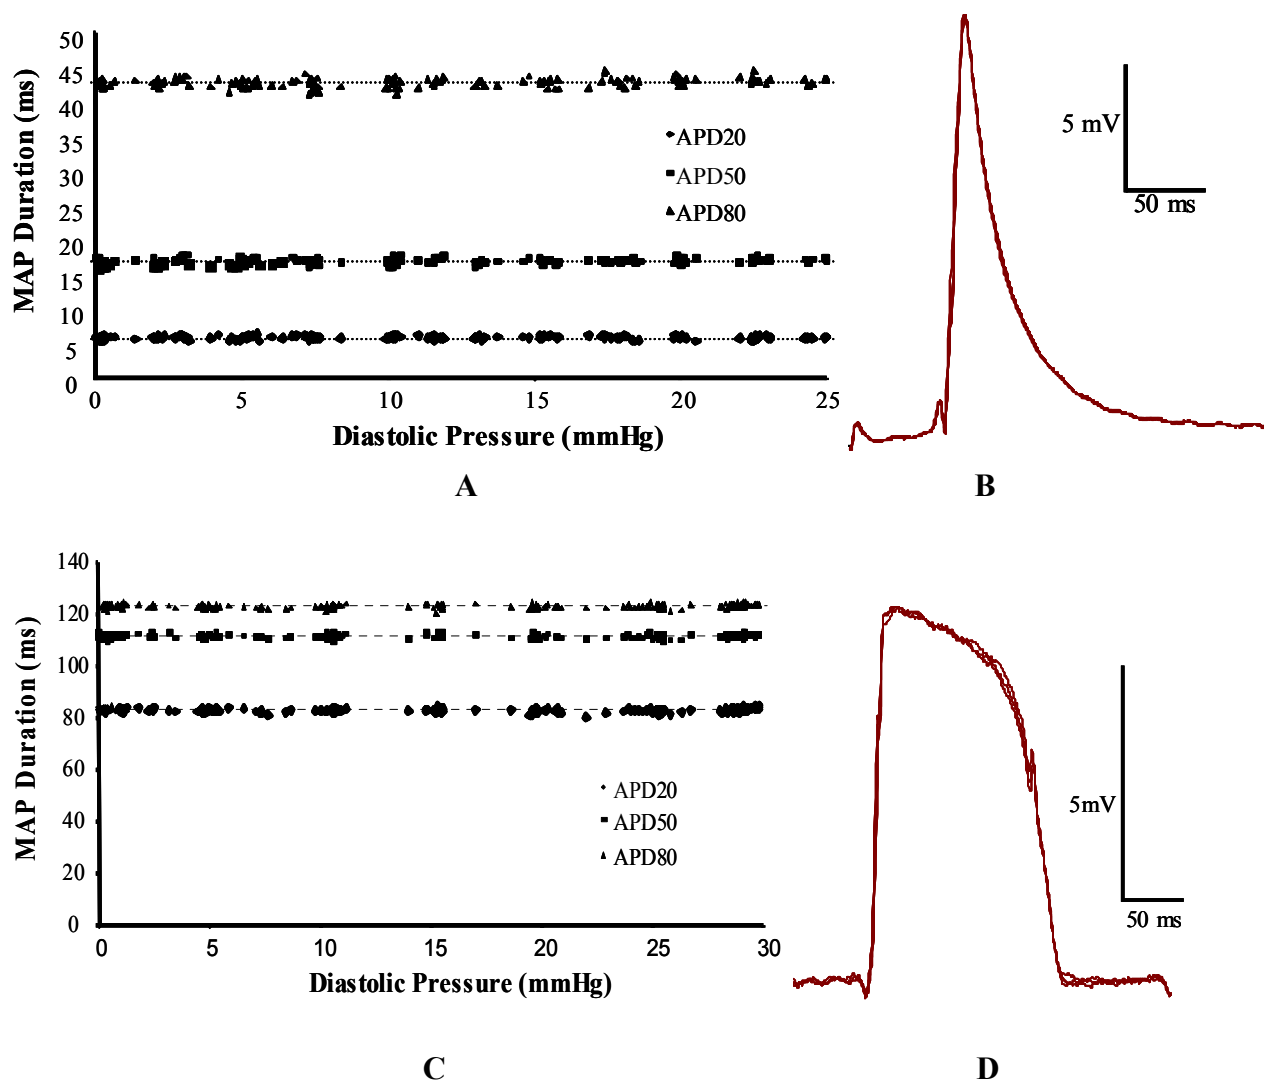 MAP Duration (ms)
50
45
40
35
30
25
20
15
10
5
0
0 5 10 15 20 25
Diastolic Pressure (mmHg)
APD20
APD50
APD80
A
5 mV
50 ms
B
MAP Duration (ms)
140
120
100
80
60
40
20
0
0 5 10 15 20 25 30
Diastolic Pressure (mmHg)
APD20
APD50
APD80
C
5mV
50 ms
D